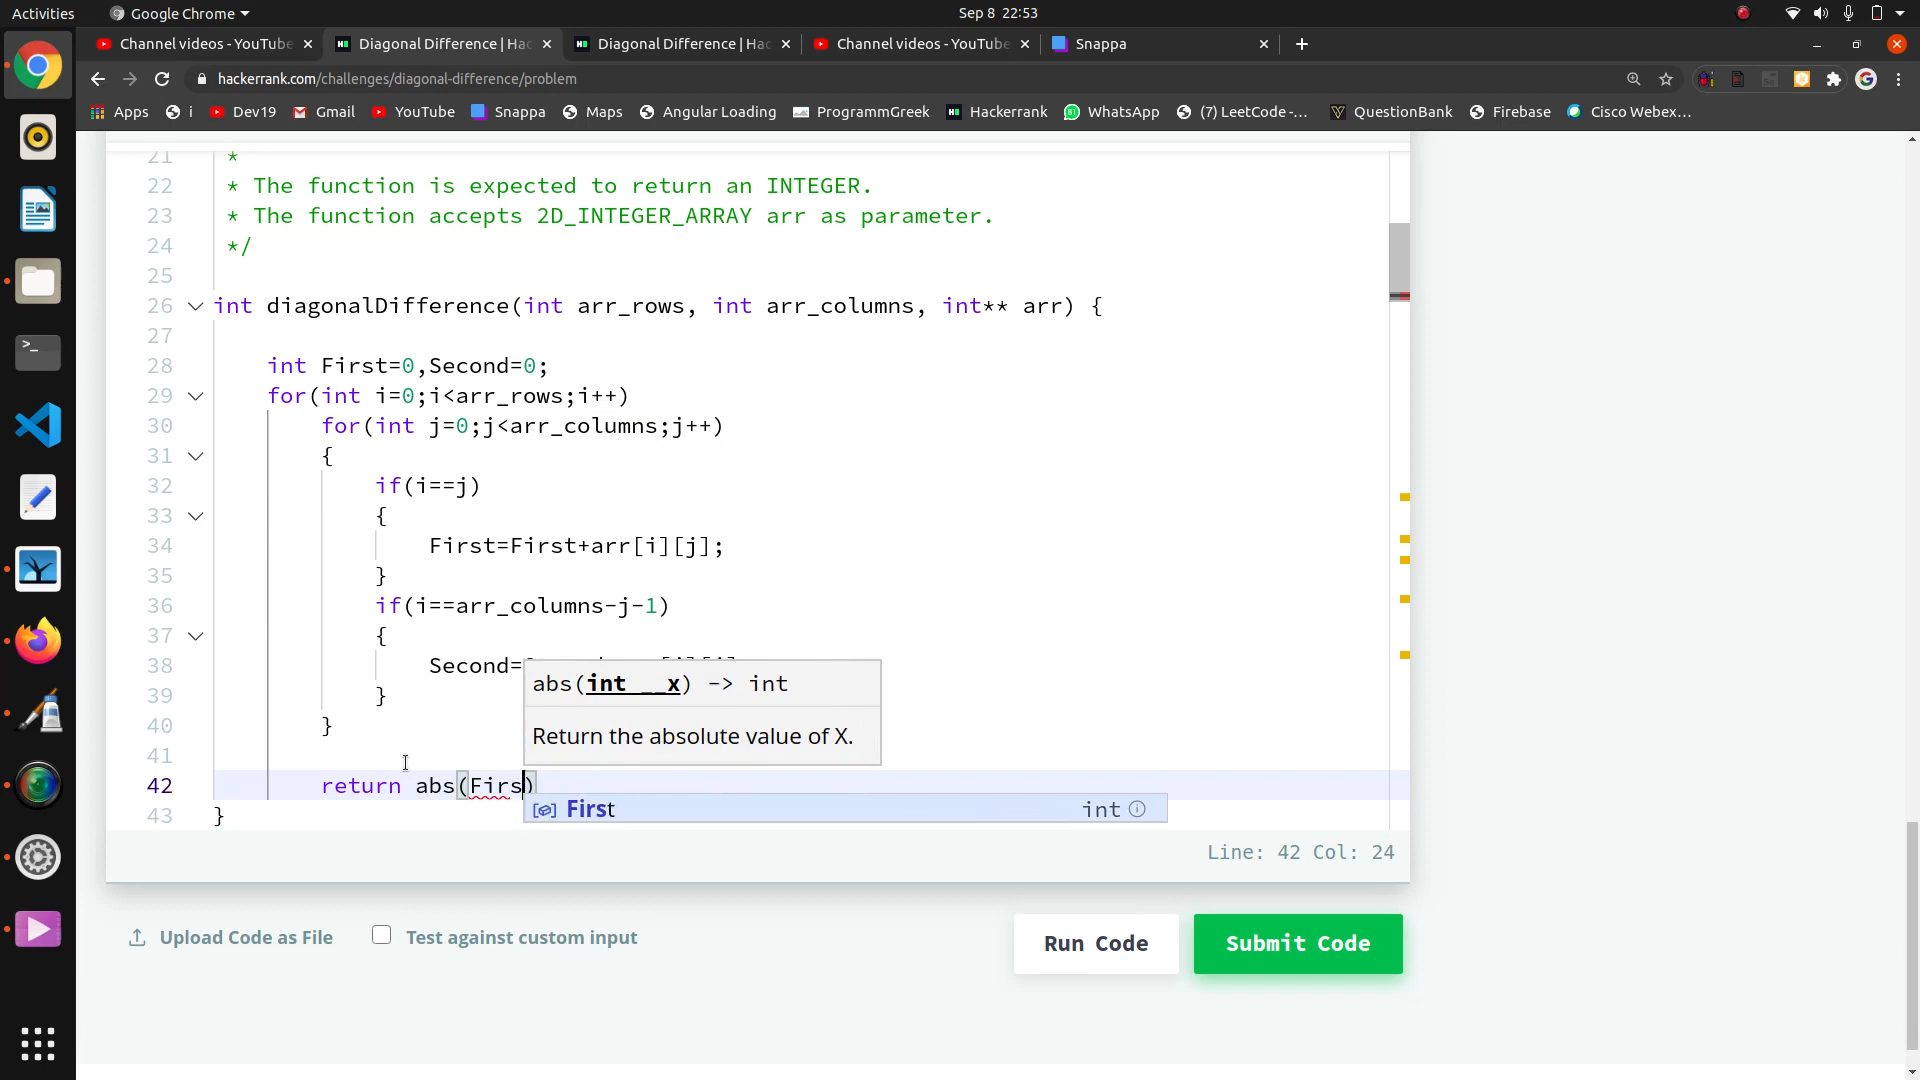 Activities
Google Chrome
Sep 8 22:53
Channel videos - YouTube
Diagonal Difference | Hac
Diagonal Difference | Hac
Channel videos - YouTube
Snappa
hackerrank.com/challenges/diagonal-difference/problem
Apps
i
Dev19
Gmail
YouTube
Snappa
Maps
Angular Loading
ProgrammGreek
Hackerrank
WhatsApp
(7) LeetCode -...
QuestionBank
Firebase
Cisco Webex...
21 *
22 * The function is expected to return an INTEGER.
23 * The function accepts 2D_INTEGER_ARRAY arr as parameter.
24 */
25
26 int diagonalDifference(int arr_rows, int arr_columns, int** arr) {
27
28 int First=0,Second=0;
29 for(int i=0;i<arr_rows;i++)
30 for(int j=0;j<arr_columns;j++)
31 {
32 if(i==j)
33 {
34 First=First+arr[i][j];
35 }
36 if(i==arr_columns-j-1)
37 {
38 Second=
abs(int __x) -> int
39 }
40 }
Return the absolute value of X.
41
42 return abs(Firs)
First int
43 }
Line: 42 Col: 24
Upload Code as File
Test against custom input
Run Code
Submit Code